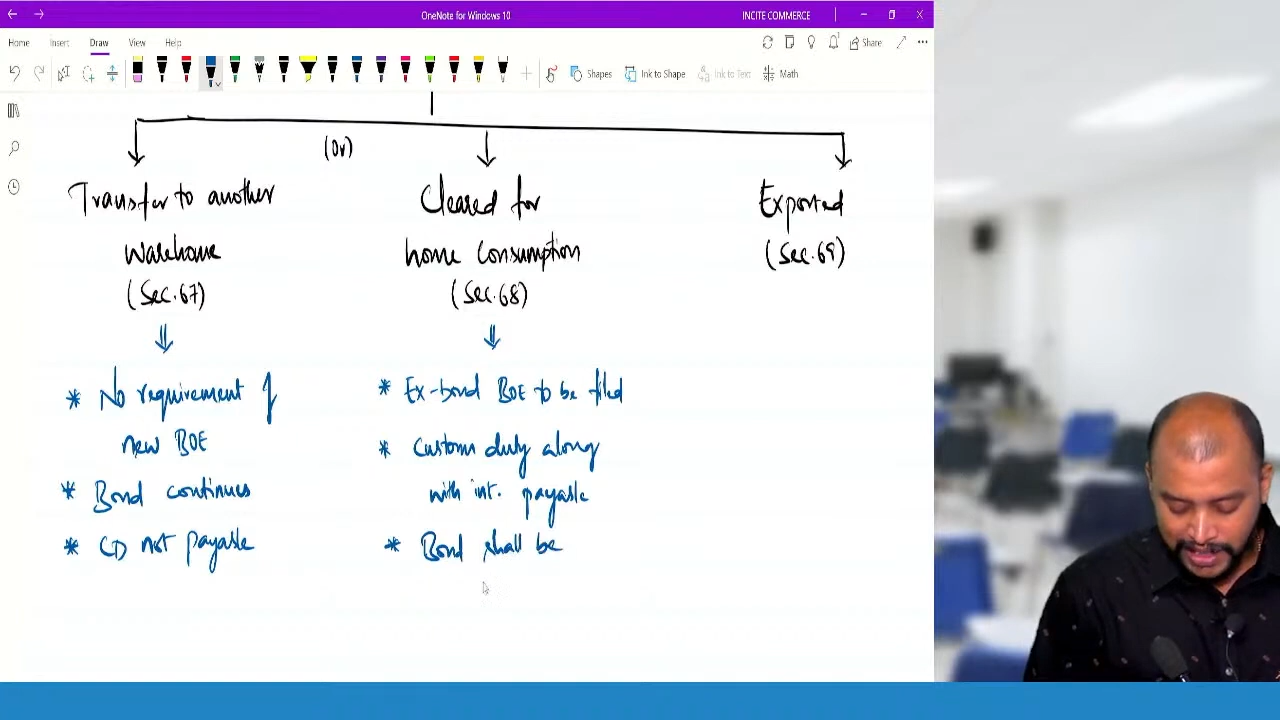 OneNote for Windows 10
INCITE COMMERCE
Home Insert Draw View Help
Share
Shapes Ink to Shape Ink to Text Math
(Or)
Transfer to another
Warehouse
(Sec.67)
Cleared for
home Consumption
(Sec.68)
Exported
(Sec.69)
* No requirement of
new BOE
* Bond continues
* CD not payable
* Ex-bond BOE to be filed
* Custom duty along
with int. payable
* Bond shall be